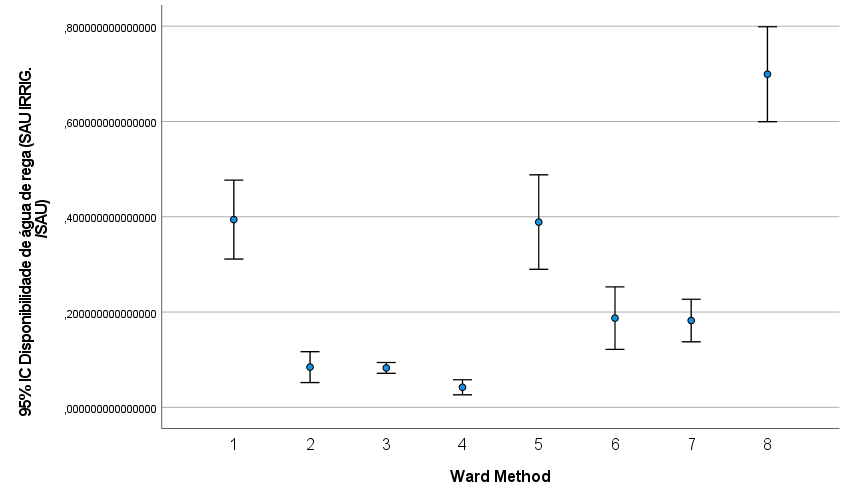 95% IC Disponibilidade de água de rega (SAU IRRIG.
/SAU)
,800000000000000
,600000000000000
,400000000000000
,200000000000000
,000000000000000
1 2 3 4 5 6 7 8
Ward Method